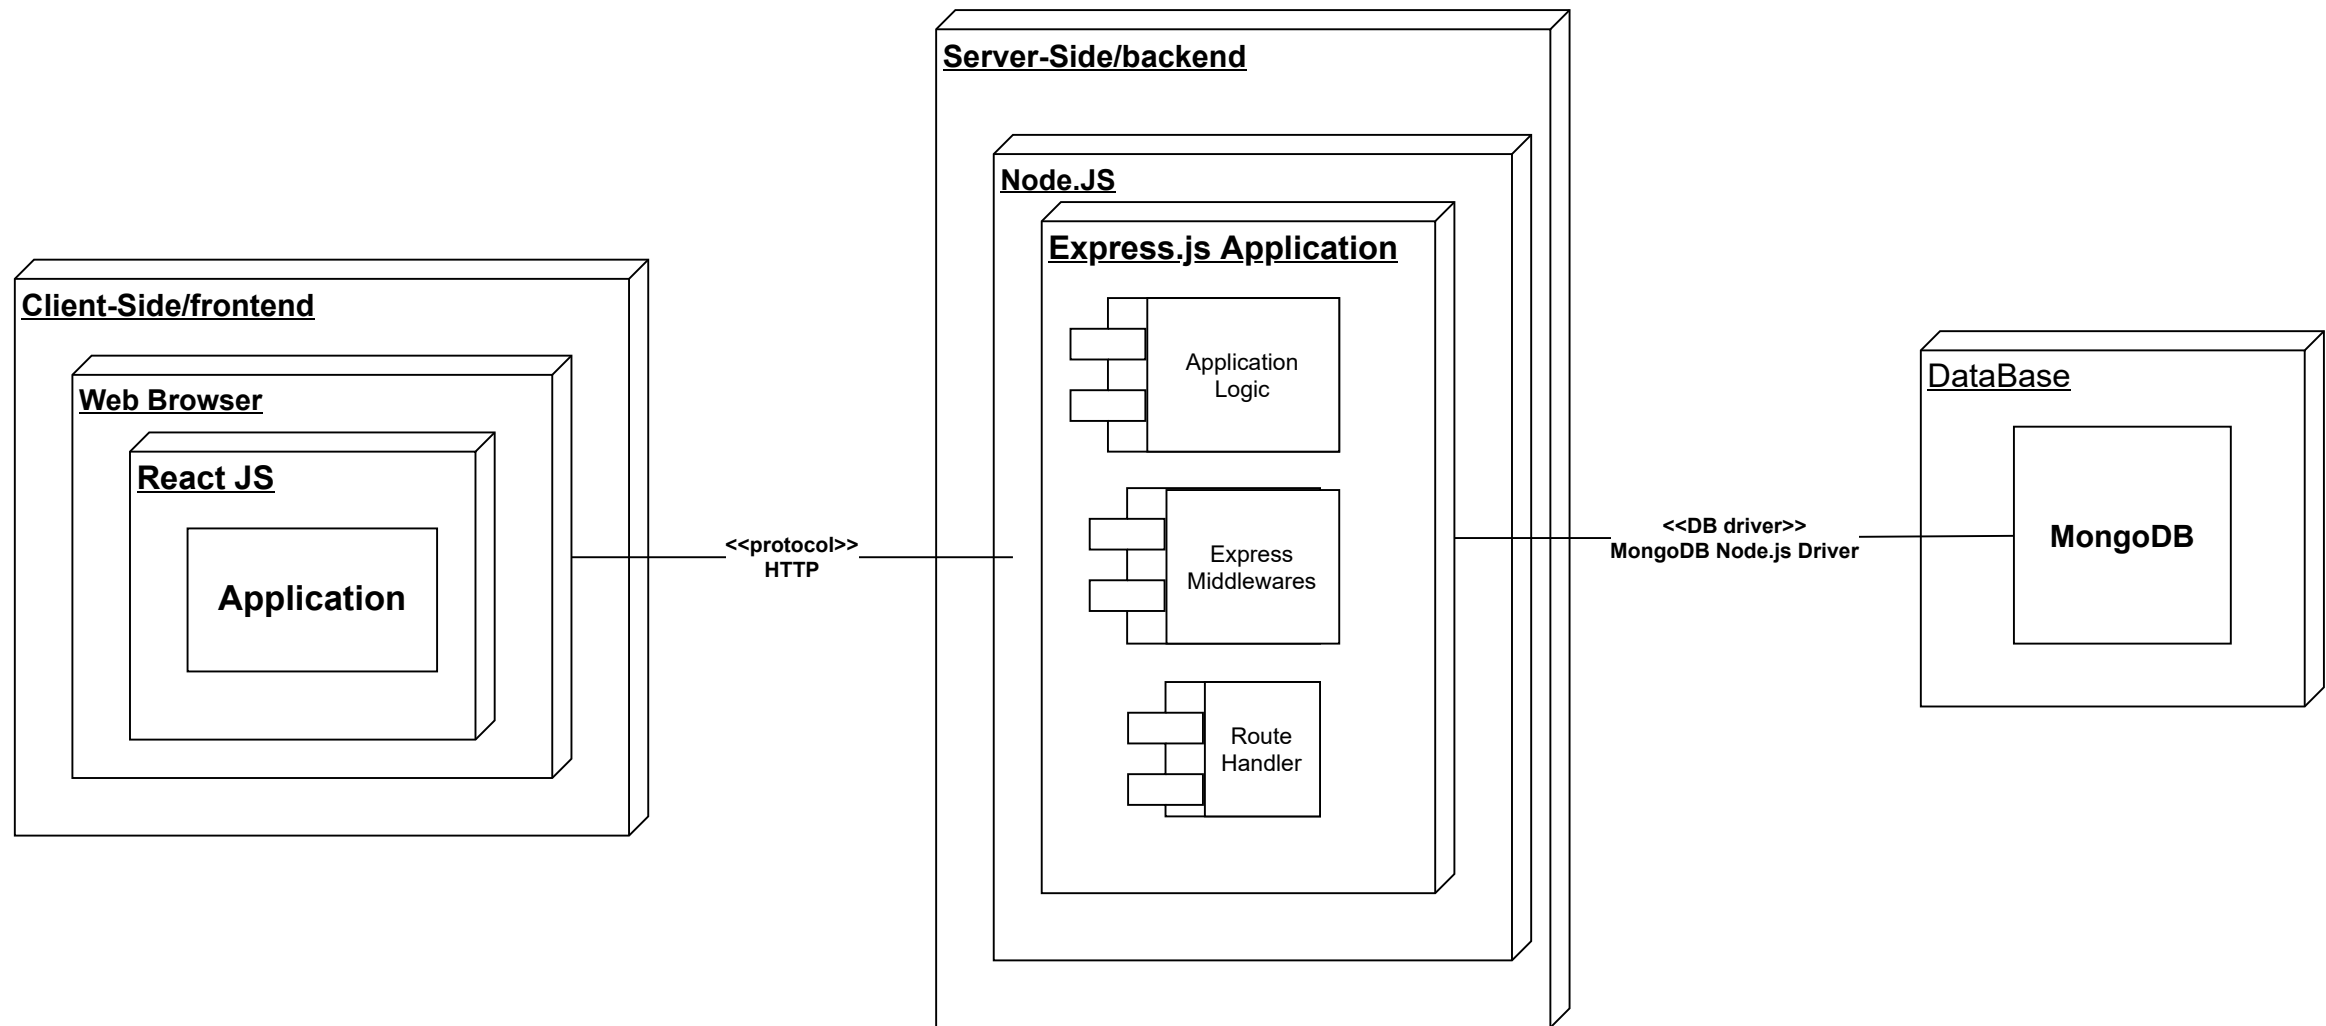 Server-Side/backend
Node.JS
Express.js Application
Client-Side/frontend
Application
Logic
DataBase
Web Browser
React JS
<<DB driver>>
MongoDB Node.js Driver
MongoDB
<<protocol>>
HTTP
Express
Middlewares
Application
Route
Handler